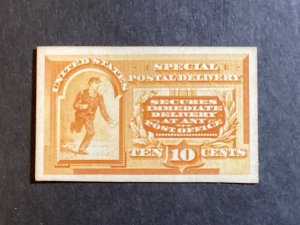 UNITED STATES
SPECIAL
POSTAL DELIVERY
SECURES
IMMEDIATE
DELIVERY
AT ANY
POST OFFICE
TEN 10 CENTS